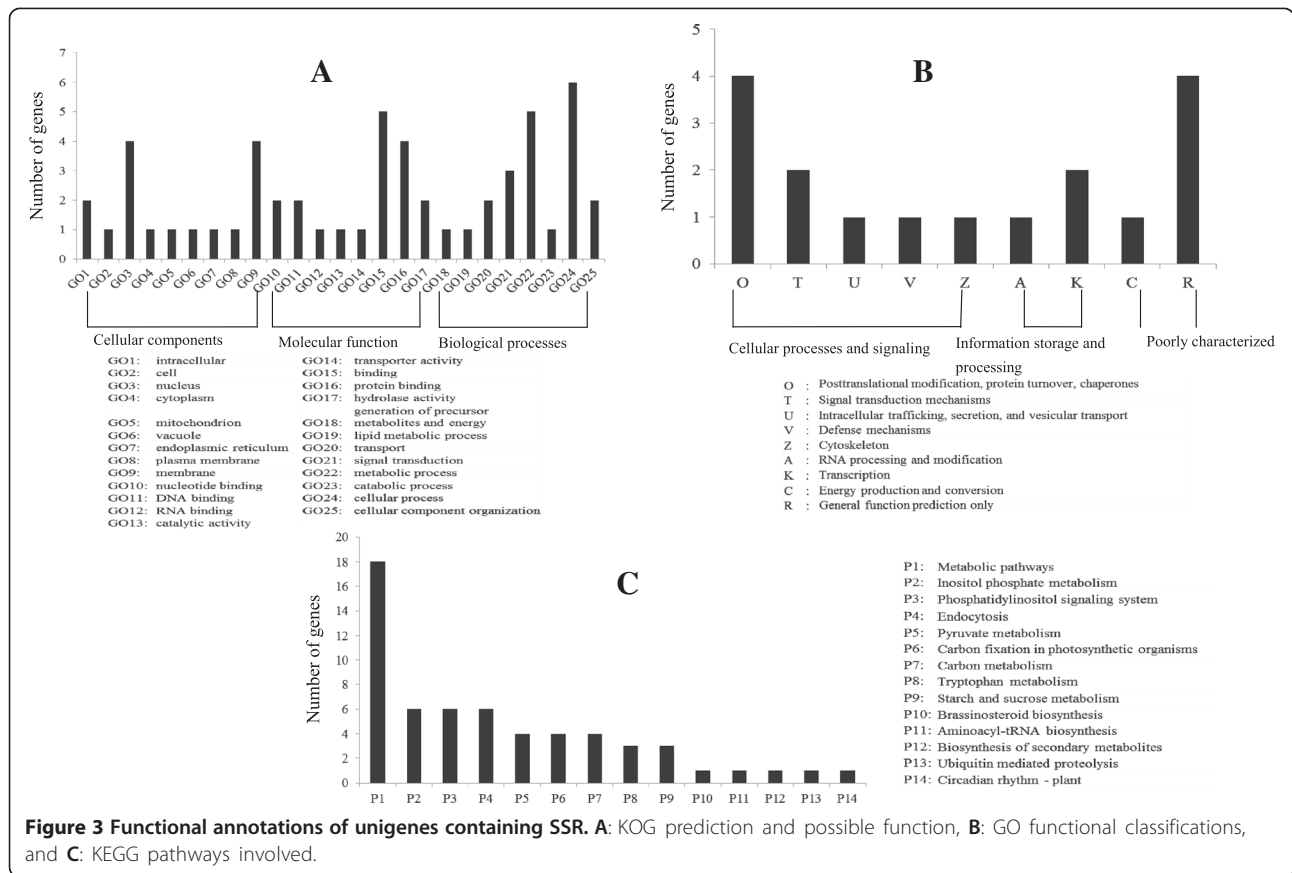 A
Number of genes
7
6
5
4
3
2
1
0
GO1 GO2 GO3 GO4 GO5 GO6 GO7 GO8 GO9 GO10 GO11 GO12 GO13 GO14 GO15 GO16 GO17 GO18 GO19 GO20 GO21 GO22 GO23 GO24 GO25
Cellular components Molecular function Biological processes
GO1: intracellular
GO2: cell
GO3: nucleus
GO4: cytoplasm
GO5: mitochondrion
GO6: vacuole
GO7: endoplasmic reticulum
GO8: plasma membrane
GO9: membrane
GO10: nucleotide binding
GO11: DNA binding
GO12: RNA binding
GO13: catalytic activity
GO14: transporter activity
GO15: binding
GO16: protein binding
GO17: hydrolase activity
generation of precursor
GO18: metabolites and energy
GO19: lipid metabolic process
GO20: transport
GO21: signal transduction
GO22: metabolic process
GO23: catabolic process
GO24: cellular process
GO25: cellular component organization
B
Number of genes
5
4
3
2
1
0
O T U V Z A K C R
Cellular processes and signaling
Information storage and
processing
Poorly characterized
O : Posttranslational modification, protein turnover, chaperones
T : Signal transduction mechanisms
U : Intracellular trafficking, secretion, and vesicular transport
V : Defense mechanisms
Z : Cytoskeleton
A : RNA processing and modification
K : Transcription
C : Energy production and conversion
R : General function prediction only
C
Number of genes
20
18
16
14
12
10
8
6
4
2
0
P1 P2 P3 P4 P5 P6 P7 P8 P9 P10 P11 P12 P13 P14
P1: Metabolic pathways
P2: Inositol phosphate metabolism
P3: Phosphatidylinositol signaling system
P4: Endocytosis
P5: Pyruvate metabolism
P6: Carbon fixation in photosynthetic organisms
P7: Carbon metabolism
P8: Tryptophan metabolism
P9: Starch and sucrose metabolism
P10: Brassinosteroid biosynthesis
P11: Aminoacyl-tRNA biosynthesis
P12: Biosynthesis of secondary metabolites
P13: Ubiquitin mediated proteolysis
P14: Circadian rhythm - plant
Figure 3 Functional annotations of unigenes containing SSR. A: KOG prediction and possible function, B: GO functional classifications,
and C: KEGG pathways involved.